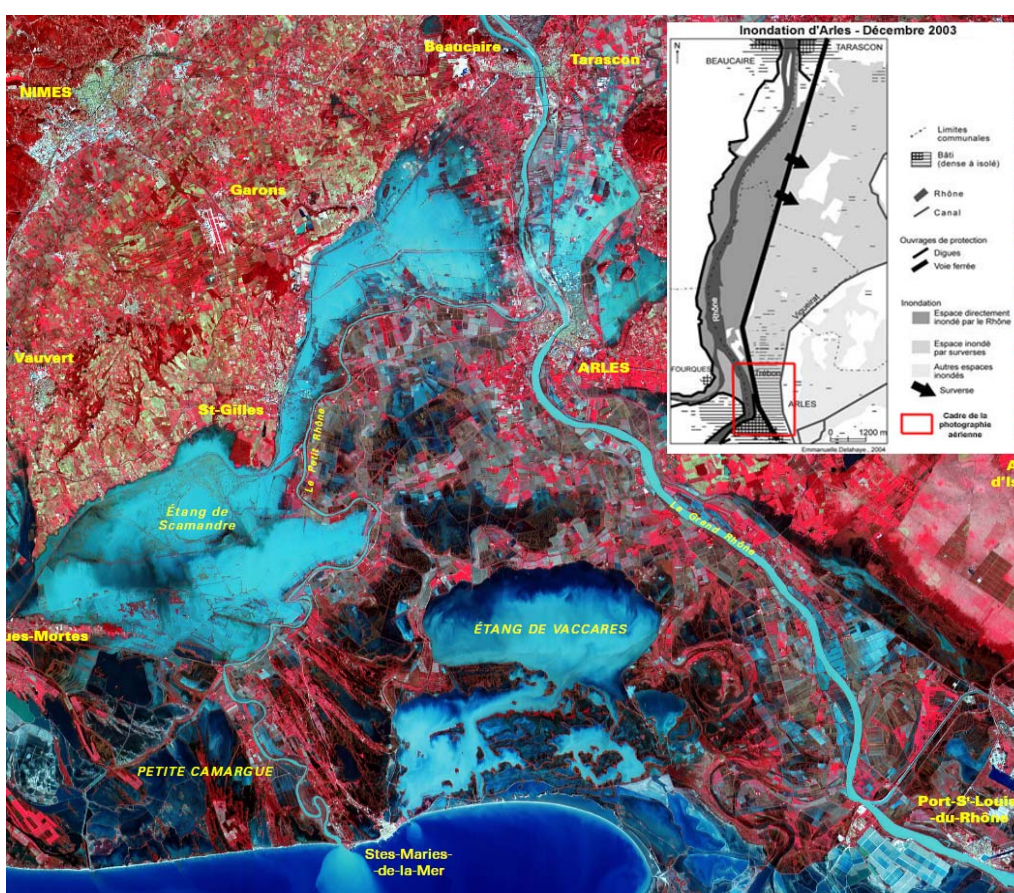 Beaucaire
Tarascon
NIMES
Garons
Vauvert
ARLES
St-Gilles
Le Petit Rhône
Étang de
Scamandre
Le Grand Rhône
ÉTANG DE VACCARES
ues-Mortes
PETITE CAMARGUE
Port-St-Louis
-du-Rhône
Stes-Maries-
-de-la-Mer
A
d'Is
Inondation d'Arles - Décembre 2003
N
BEAUCAIRE
TARASCON
Rhône
Vigueirat
FOURQUES
Trébon
ARLES
0 1200 m
Limites
communales
Bâti
(dense à isolé)
Rhône
Canal
Ouvrages de protection
Digues
Voie ferrée
Inondation
Espace directement
inondé par le Rhône
Espace inondé
par surverses
Autres espaces
inondés
Surverse
Cadre de la
photographie
aérienne
Emmanuelle Delahaye., 2004